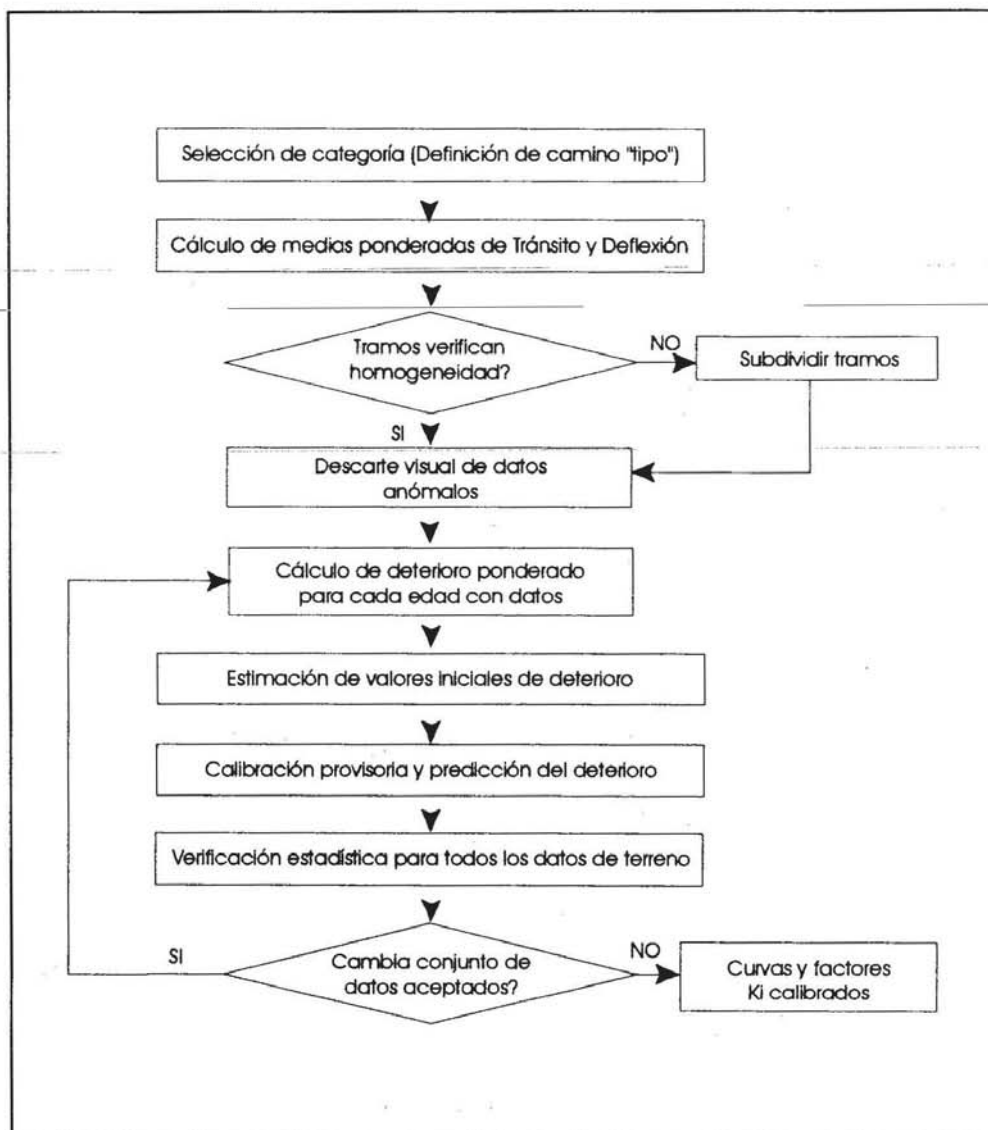 Selección de categoría (Definición de camino "tipo")
Cálculo de medias ponderadas de Tránsito y Deflexión
Tramos verifican
homogeneidad?
NO
Subdividir tramos
SI
Descarte visual de datos
anómalos
Cálculo de deterioro ponderado
para cada edad con datos
Estimación de valores iniciales de deterioro
Calibración provisoria y predicción del deterioro
Verificación estadística para todos los datos de terreno
SI
Cambia conjunto de
datos aceptados?
NO
Curvas y factores
Ki calibrados